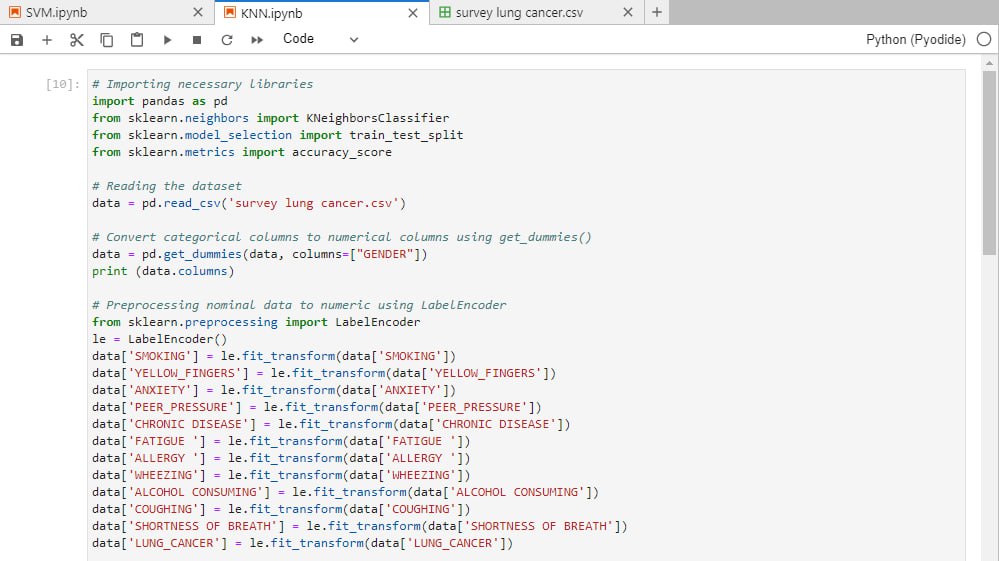 SVM.ipynb
KNN.ipynb
survey lung cancer.csv
Code
Python (Pyodide)
[10]:
# Importing necessary libraries
import pandas as pd
from sklearn.neighbors import KNeighborsClassifier
from sklearn.model_selection import train_test_split
from sklearn.metrics import accuracy_score
# Reading the dataset
data = pd.read_csv('survey lung cancer.csv')
# Convert categorical columns to numerical columns using get_dummies()
data = pd.get_dummies(data, columns=["GENDER"])
print (data.columns)
# Preprocessing nominal data to numeric using LabelEncoder
from sklearn.preprocessing import LabelEncoder
le = LabelEncoder()
data['SMOKING'] = le.fit_transform(data['SMOKING'])
data['YELLOW_FINGERS'] = le.fit_transform(data['YELLOW_FINGERS'])
data['ANXIETY'] = le.fit_transform(data['ANXIETY'])
data['PEER_PRESSURE'] = le.fit_transform(data['PEER_PRESSURE'])
data['CHRONIC DISEASE'] = le.fit_transform(data['CHRONIC DISEASE'])
data['FATIGUE '] = le.fit_transform(data['FATIGUE '])
data['ALLERGY '] = le.fit_transform(data['ALLERGY '])
data['WHEEZING'] = le.fit_transform(data['WHEEZING'])
data['ALCOHOL CONSUMING'] = le.fit_transform(data['ALCOHOL CONSUMING'])
data['COUGHING'] = le.fit_transform(data['COUGHING'])
data['SHORTNESS OF BREATH'] = le.fit_transform(data['SHORTNESS OF BREATH'])
data['LUNG_CANCER'] = le.fit_transform(data['LUNG_CANCER'])